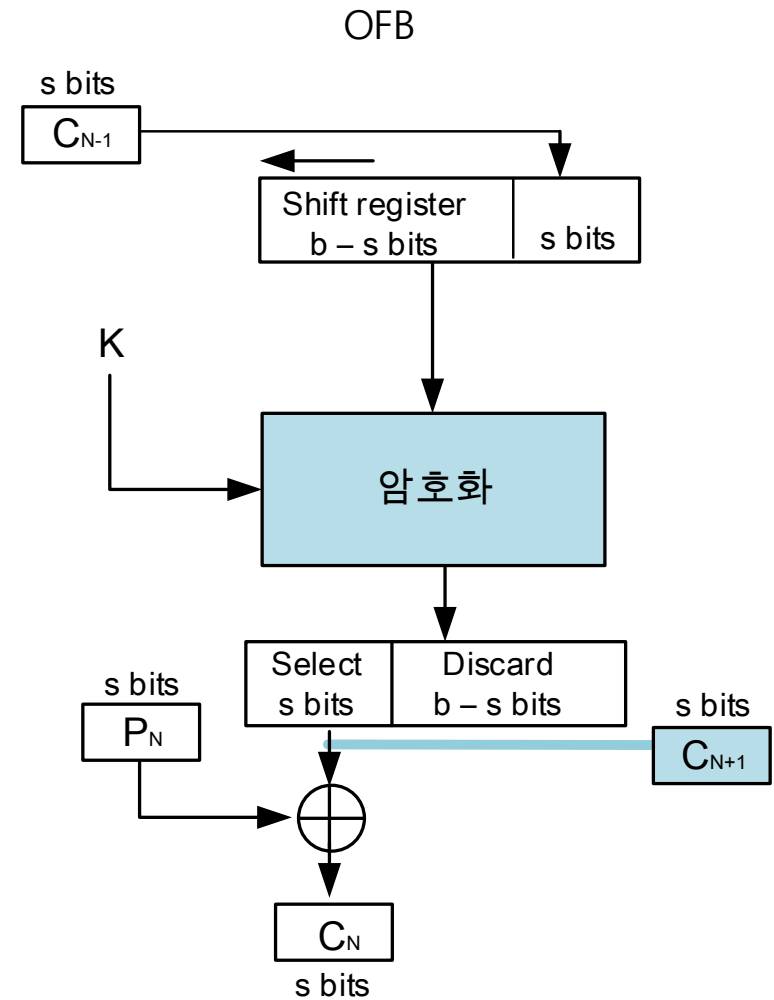 OFB
s bits
CN-1
Shift register
b – s bits
s bits
K
암호화
Select
s bits
Discard
b – s bits
s bits
PN
s bits
CN+1
CN
s bits